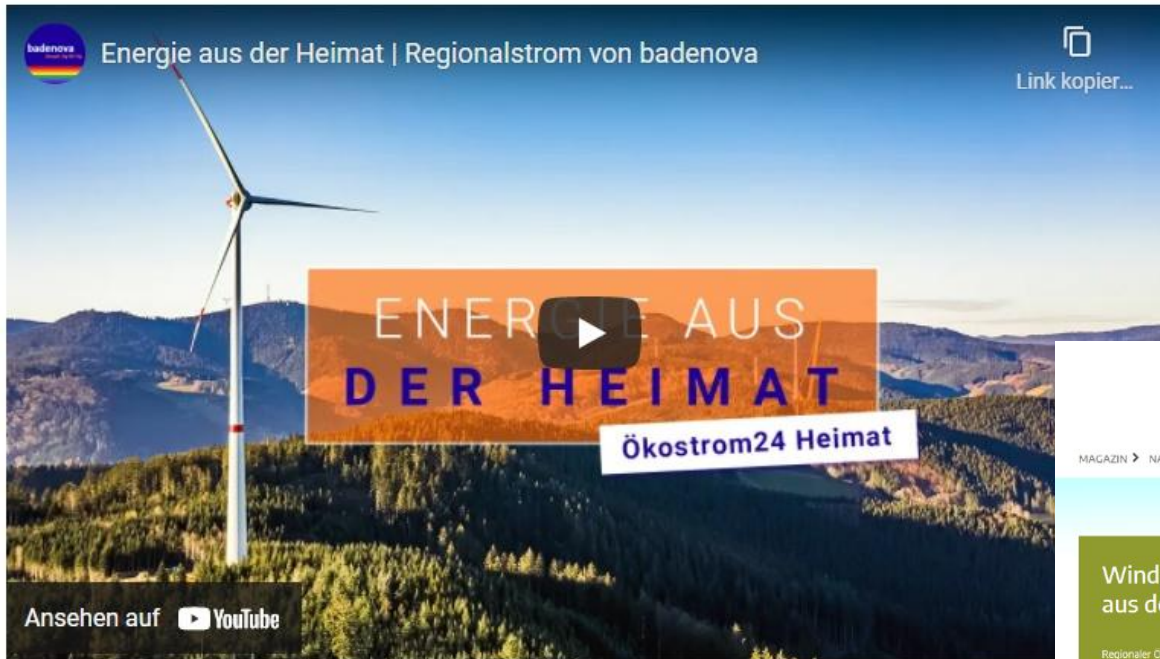 badenova
Energie aus der Heimat | Regionalstrom von badenova
Link kopier...
ENERGIE AUS
DER HEIMAT
Ökostrom24 Heimat
Ansehen auf YouTube
MAGAZIN >
Wind
aus
Regionaler